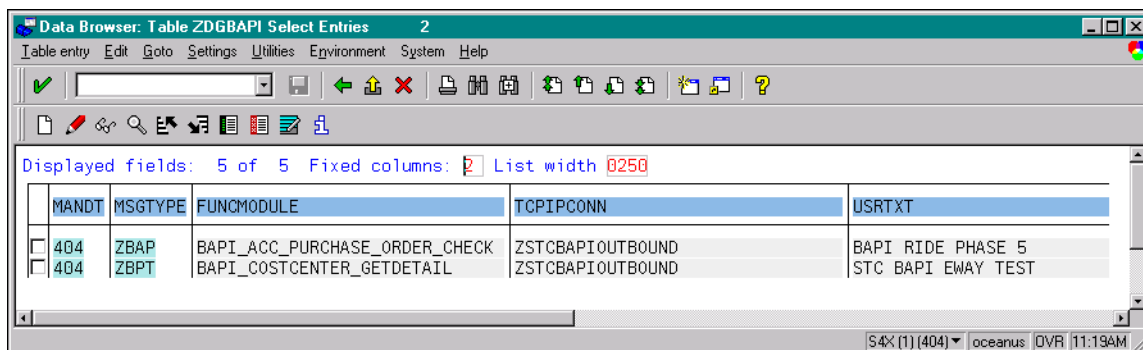 Data Browser: Table ZDGBAPI Select Entries 2
Table entry Edit Goto Settings Utilities Environment System Help
Displayed fields: 5 of 5 Fixed columns: 2 List width 0250
MANDT MSGTYPE FUNCMODULE TCPIPCONN USRTXT
404 ZBAP BAPI_ACC_PURCHASE_ORDER_CHECK ZSTCBAPIOUTBOUND BAPI RIDE PHASE 5
404 ZBPT BAPI_COSTCENTER_GETDETAIL ZSTCBAPIOUTBOUND STC BAPI EWAY TEST
S4X (1) (404) oceanus OVR 11:19AM